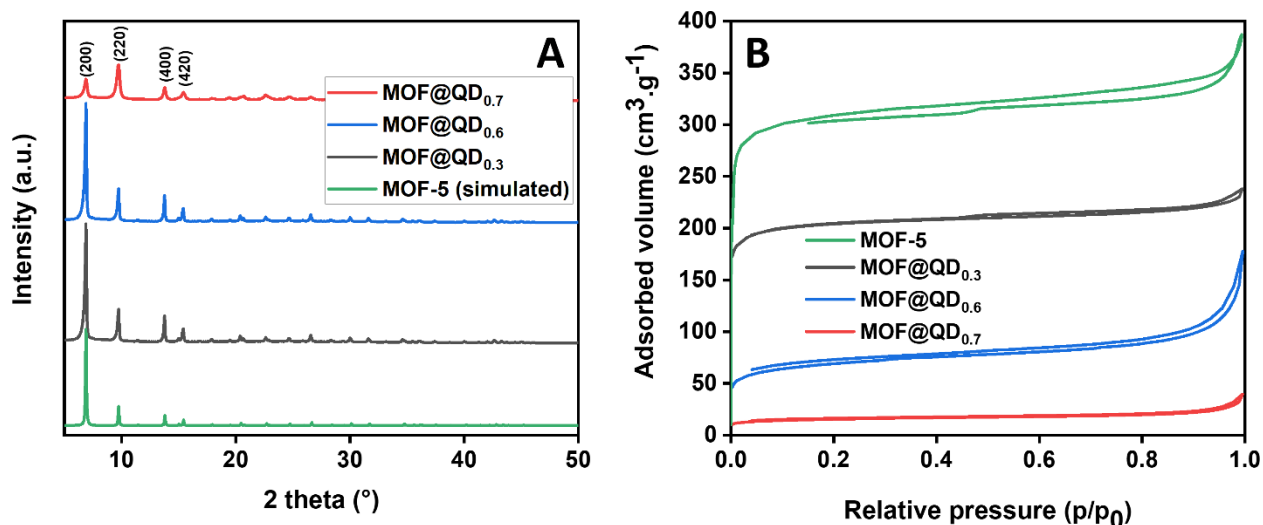 A
(200)
(220)
(400)
(420)
MOF@QD0.7
MOF@QD0.6
MOF@QD0.3
MOF-5 (simulated)
Intensity (a.u.)
10
20
30
40
50
2 theta (°)
B
Adsorbed volume (cm³.g-1)
400
350
300
250
200
150
100
50
0
MOF-5
MOF@QD0.3
MOF@QD0.6
MOF@QD0.7
0.0
0.2
0.4
0.6
0.8
1.0
Relative pressure (p/p0)